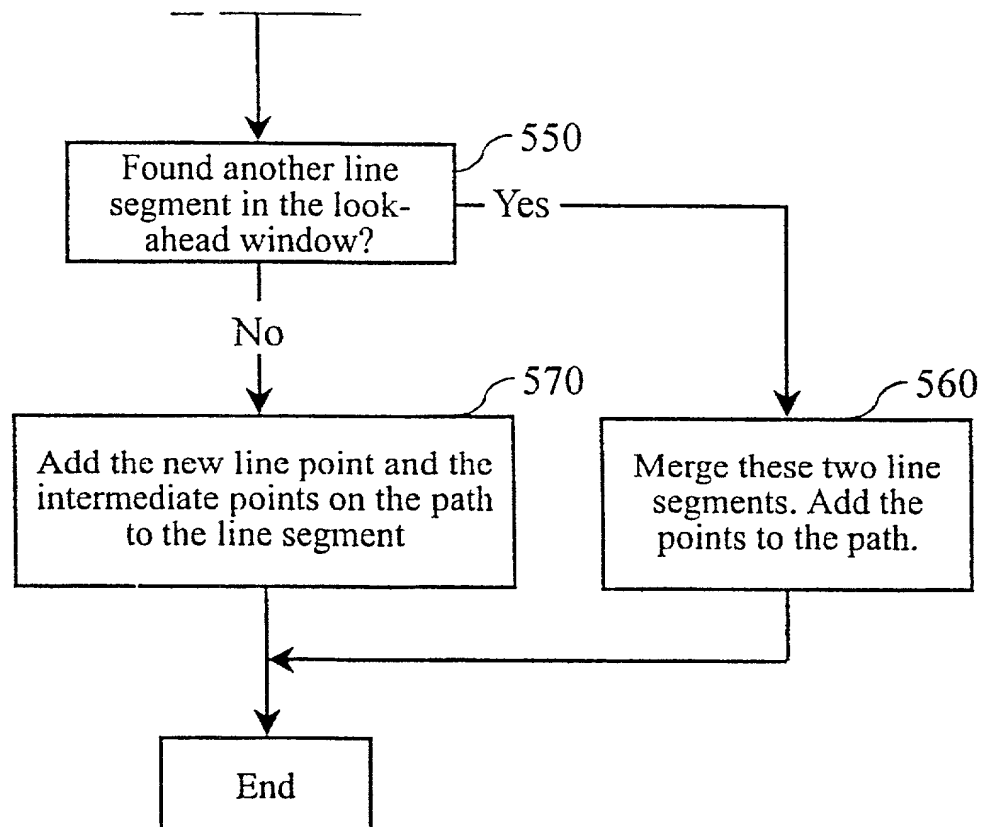 550
Found another line
segment in the look-
ahead window?
Yes
No
570
Add the new line point and the
intermediate points on the path
to the line segment
560
Merge these two line
segments. Add the
points to the path.
End